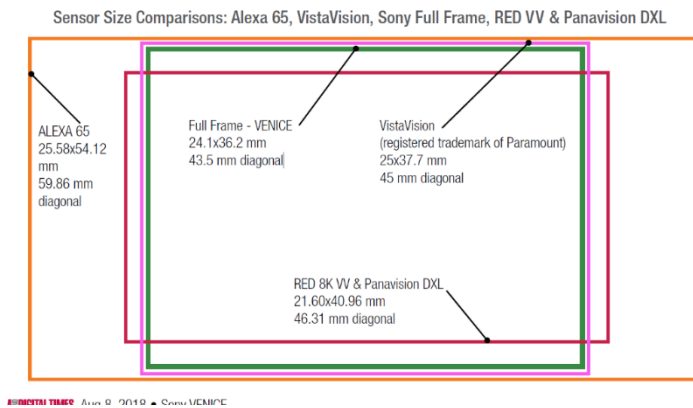 Sensor Size Comparisons: Alexa 65, VistaVision, Sony Full Frame, RED VV & Panavision DXL
ALEXA 65
25.58x54.12
mm
59.86 mm
diagonal
Full Frame - VENICE
24.1x36.2 mm
43.5 mm diagonal
VistaVision
(registered trademark of Paramount)
25x37.7 mm
45 mm diagonal
RED 8K VV & Panavision DXL
21.60x40.96 mm
46.31 mm diagonal
DIGITAL TIMES Aug 8, 2018 • Sony VENICE